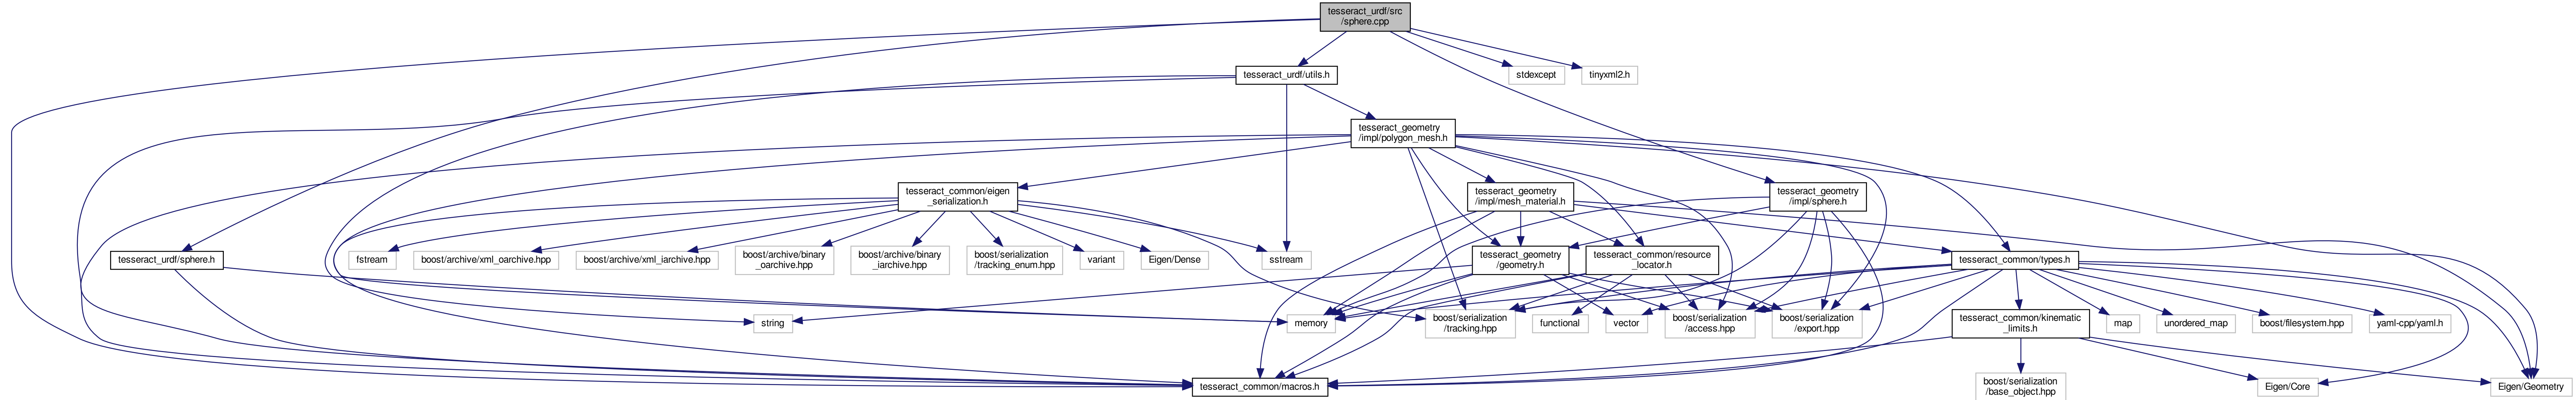 tesseract_urdf/src
/sphere.cpp
tesseract_urdf/utils.h
stdexcept
tinyxml2.h
tesseract_geometry
/impl/polygon_mesh.h
tesseract_common/eigen
_serialization.h
tesseract_geometry
/impl/mesh_material.h
tesseract_geometry
/impl/sphere.h
tesseract_urdf/sphere.h
fstream
boost/archive/xml_oarchive.hpp
boost/archive/xml_iarchive.hpp
boost/archive/binary
_oarchive.hpp
boost/archive/binary
_iarchive.hpp
boost/serialization
/tracking_enum.hpp
variant
Eigen/Dense
sstream
tesseract_geometry
/geometry.h
tesseract_common/resource
_locator.h
tesseract_common/types.h
string
memory
boost/serialization
/tracking.hpp
functional
vector
boost/serialization
/access.hpp
boost/serialization
/export.hpp
tesseract_common/kinematic
_limits.h
map
unordered_map
boost/filesystem.hpp
yaml-cpp/yaml.h
tesseract_common/macros.h
boost/serialization
/base_object.hpp
Eigen/Core
Eigen/Geometry